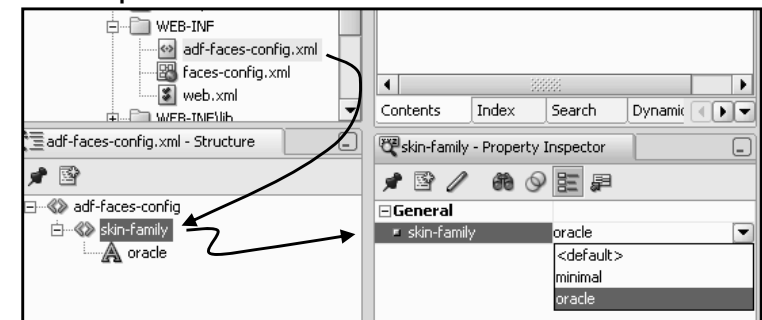 WEB-INF
adf-faces-config.xml
faces-config.xml
web.xml
WEB-INF\lib
adf-faces-config.xml - Structure
adf-faces-config
skin-family
oracle
Contents
Index
Search
Dynamic
skin-family - Property Inspector
General
skin-family
oracle
<default>
minimal
oracle